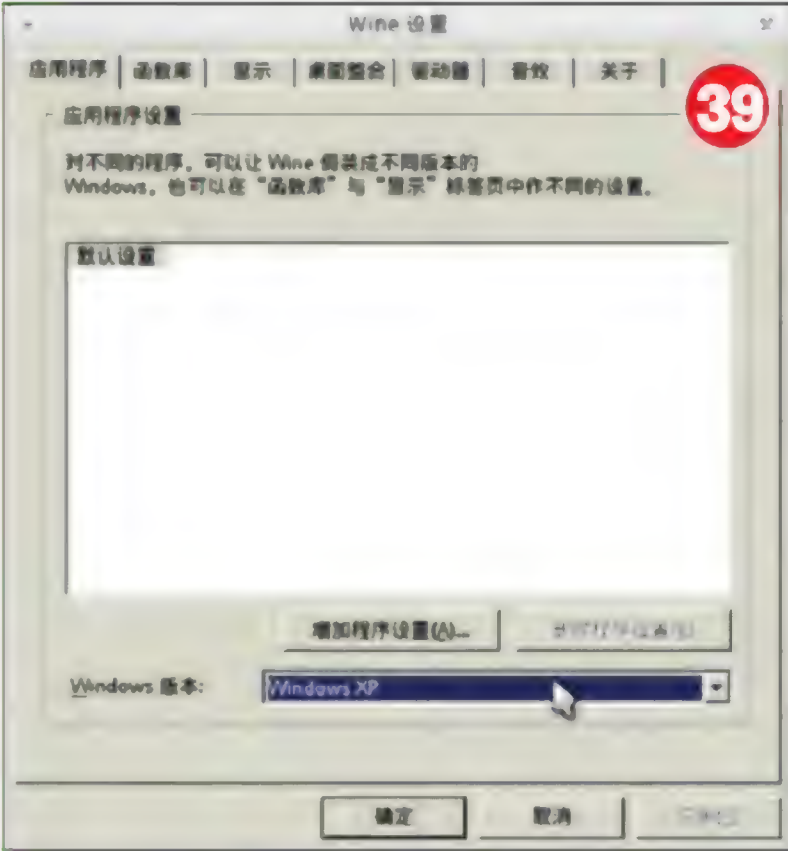 Wine 设置
应用程序 函数库 显示 桌面整合 驱动器 音效 关于
39
应用程序设置
对不同的程序，可以让 Wine 假装成不同版本的
Windows，也可以在“函数库”与“显示”标签页中作不同的设置。
默认设置
增加程序设置(A)...
Windows 版本:
Windows XP
确定 取消